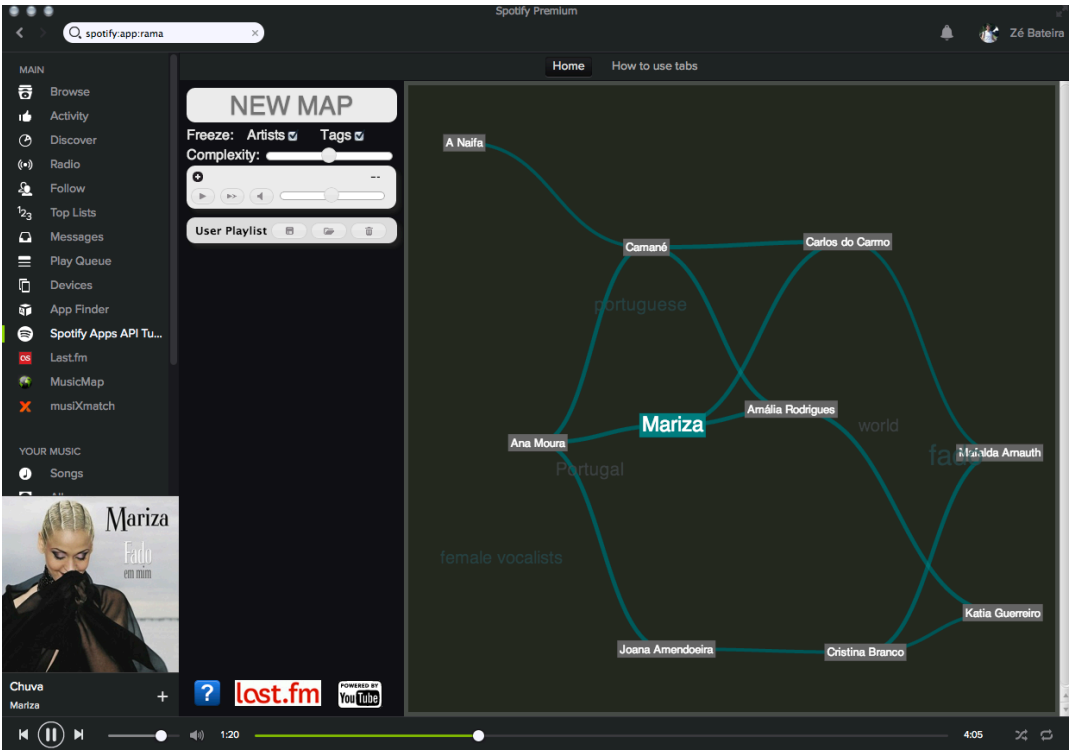 Spotify Premium
spotify:app:rama
Zé Bateira
Home
How to use tabs
MAIN
Browse
Activity
Discover
Radio
Follow
Top Lists
Messages
Play Queue
Devices
App Finder
Spotify Apps API Tu...
Last.fm
MusicMap
musiXmatch
YOUR MUSIC
Songs
NEW MAP
Freeze: Artists Tags
Complexity:
--
User Playlist
A Naifa
Camané
Carlos do Carmo
portuguese
Mariza
Amália Rodrigues
world
Ana Moura
fado
Mafalda Arnauth
Portugal
female vocalists
Katia Guerreiro
Joana Amendoeira
Cristina Branco
Mariza
Fado
em mim
Chuva
Mariza
?
last.fm
POWERED BY
YouTube
1:20
4:05